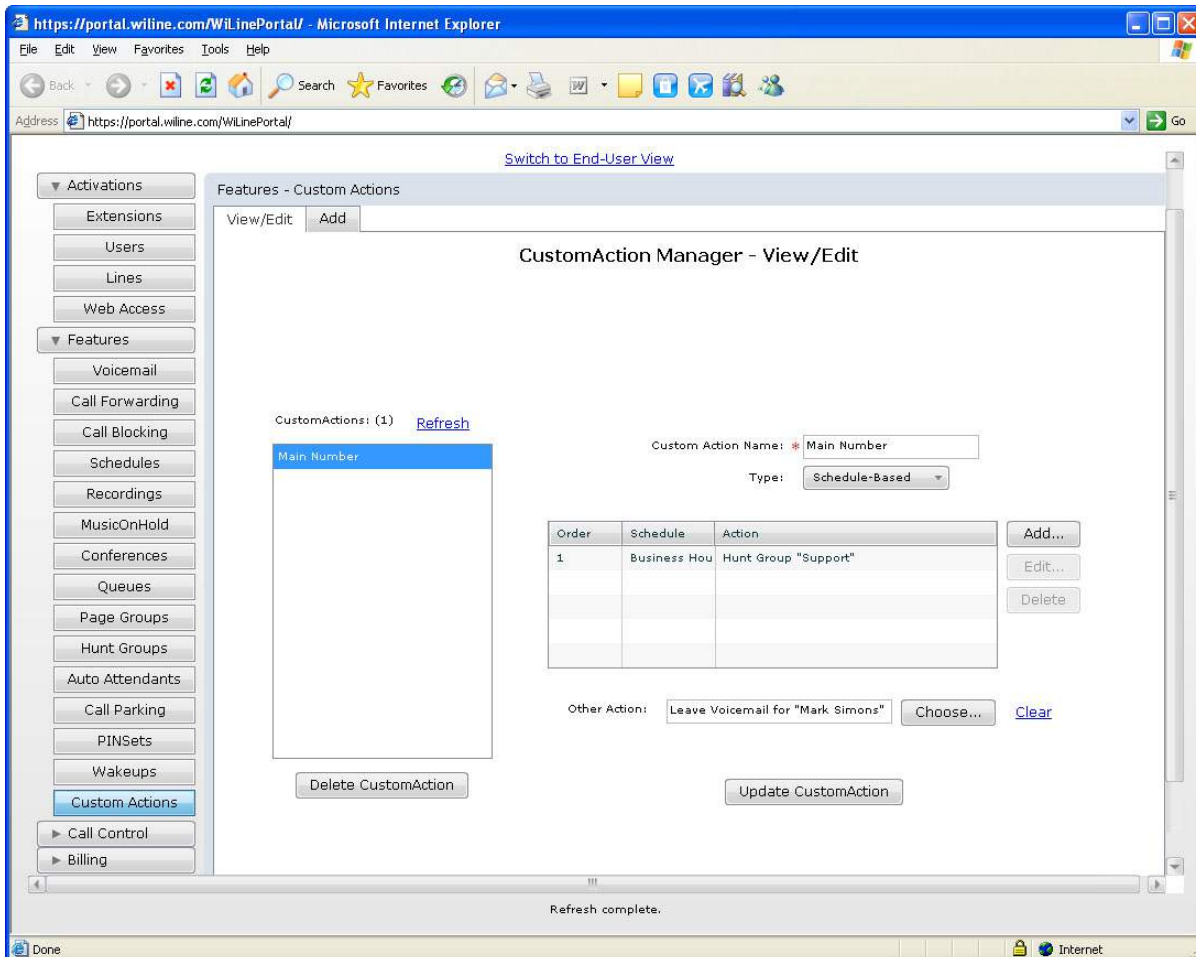 https://portal.wiline.com/WiLinePortal/ - Microsoft Internet Explorer
File Edit View Favorites Tools Help
Back Search Favorites
Address https://portal.wiline.com/WiLinePortal/ Go
Switch to End-User View
Activations
Extensions
Users
Lines
Web Access
Features
Voicemail
Call Forwarding
Call Blocking
Schedules
Recordings
MusicOnHold
Conferences
Queues
Page Groups
Hunt Groups
Auto Attendants
Call Parking
PINSets
Wakeups
Custom Actions
Call Control
Billing
Features - Custom Actions
View/Edit Add
CustomAction Manager - View/Edit
CustomActions: (1) Refresh
Main Number
Delete CustomAction
Custom Action Name: * Main Number
Type: Schedule-Based
Order Schedule Action
1 Business Hou Hunt Group "Support"
Add...
Edit...
Delete
Other Action: Leave Voicemail for "Mark Simons" Choose... Clear
Update CustomAction
Refresh complete.
Done Internet